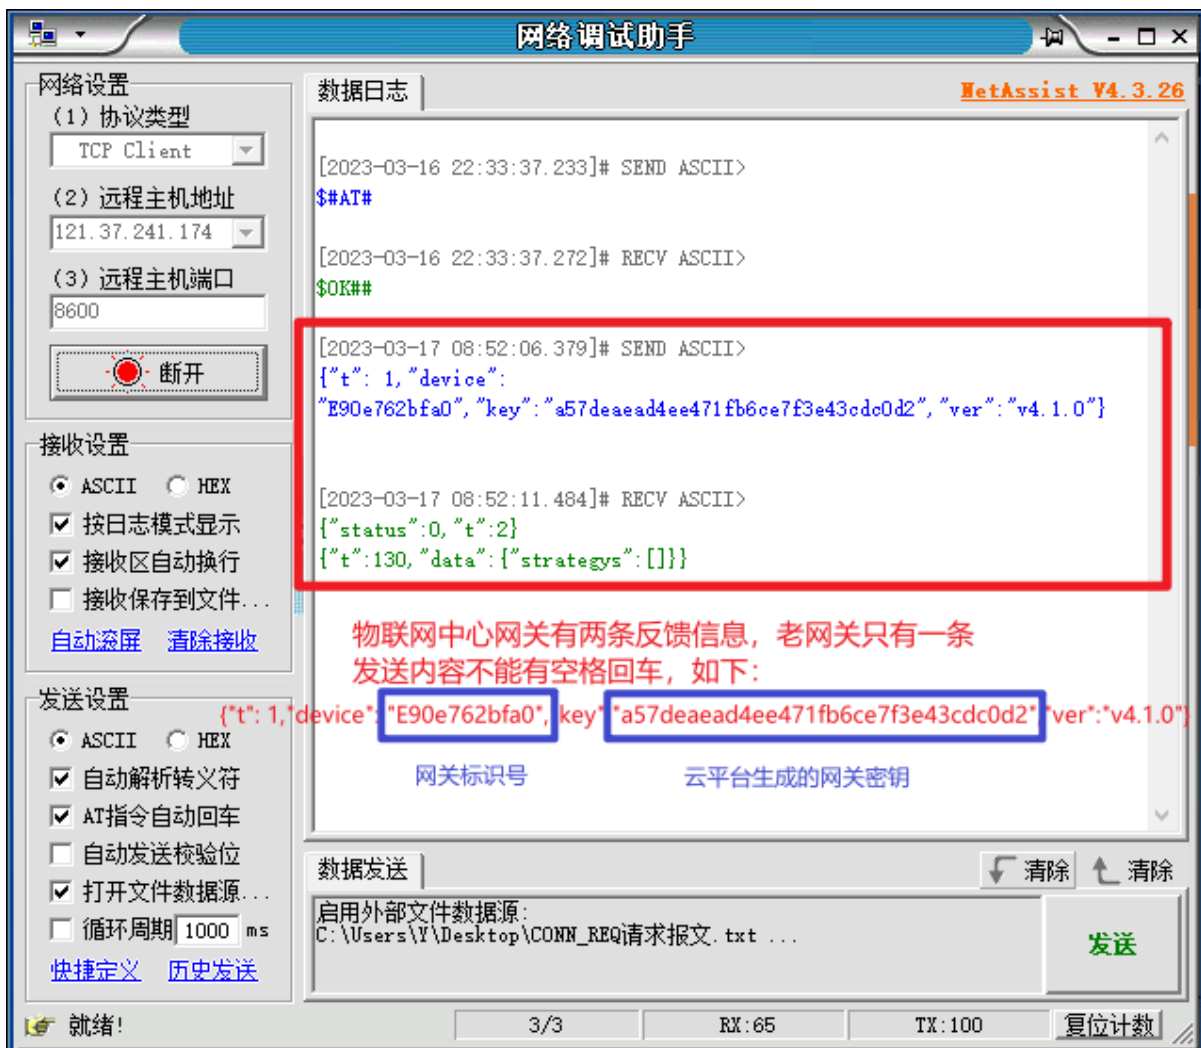 网络调试助手
网络设置
(1) 协议类型
TCP Client
(2) 远程主机地址
121.37.241.174
(3) 远程主机端口
8600
断开
接收设置
ASCII HEX
按日志模式显示
接收区自动换行
接收保存到文件...
自动滚屏 清除接收
发送设置
ASCII HEX
自动解析转义符
AT指令自动回车
自动发送校验位
打开文件数据源...
循环周期 1000 ms
快捷定义 历史发送
数据日志
NetAssist V4.3.26
[2023-03-16 22:33:37.233]# SEND ASCII>
$#AT#
[2023-03-16 22:33:37.272]# RECV ASCII>
$OK##
[2023-03-17 08:52:06.379]# SEND ASCII>
{"t": 1,"device":
"E90e762bfa0","key":"a57deaead4ee471fb6ce7f3e43cdc0d2","ver":"v4.1.0"}
[2023-03-17 08:52:11.484]# RECV ASCII>
{"status":0,"t":2}
{"t":130,"data":{"strategys":[]}}
物联网中心网关有两条反馈信息，老网关只有一条
发送内容不能有空格回车，如下：
{"t": 1,"device": "E90e762bfa0", key" "a57deaead4ee471fb6ce7f3e43cdc0d2","ver":"v4.1.0"}
网关标识号 云平台生成的网关密钥
数据发送 清除 清除
启用外部文件数据源:
C:\Users\Y\Desktop\CONN_REQ请求报文.txt ...
发送
就绪! 3/3 RX:65 TX:100 复位计数